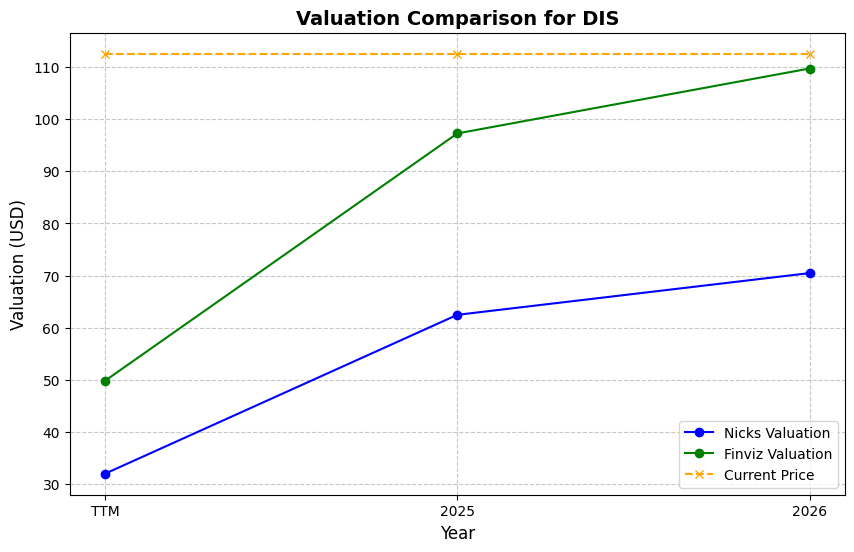 Valuation Comparison for DIS
Valuation (USD)
110
100
90
80
70
60
50
40
30
TTM
2025
2026
Year
Nicks Valuation
Finviz Valuation
Current Price